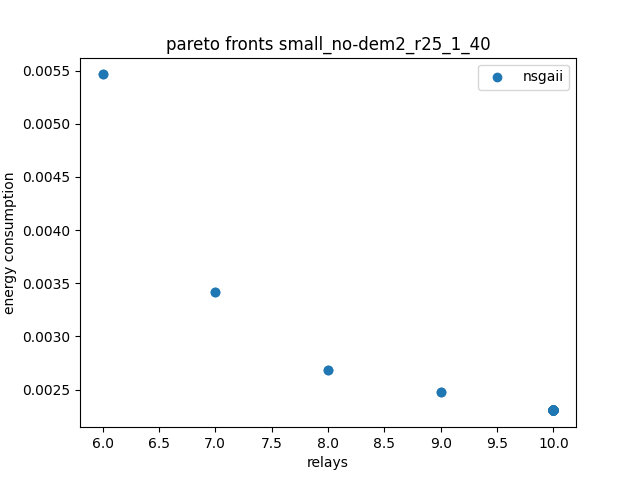 pareto fronts small_no-dem2_r25_1_40
nsgaii
0.0055
0.0050
0.0045
0.0040
0.0035
0.0030
0.0025
energy consumption
6.0 6.5 7.0 7.5 8.0 8.5 9.0 9.5 10.0
relays